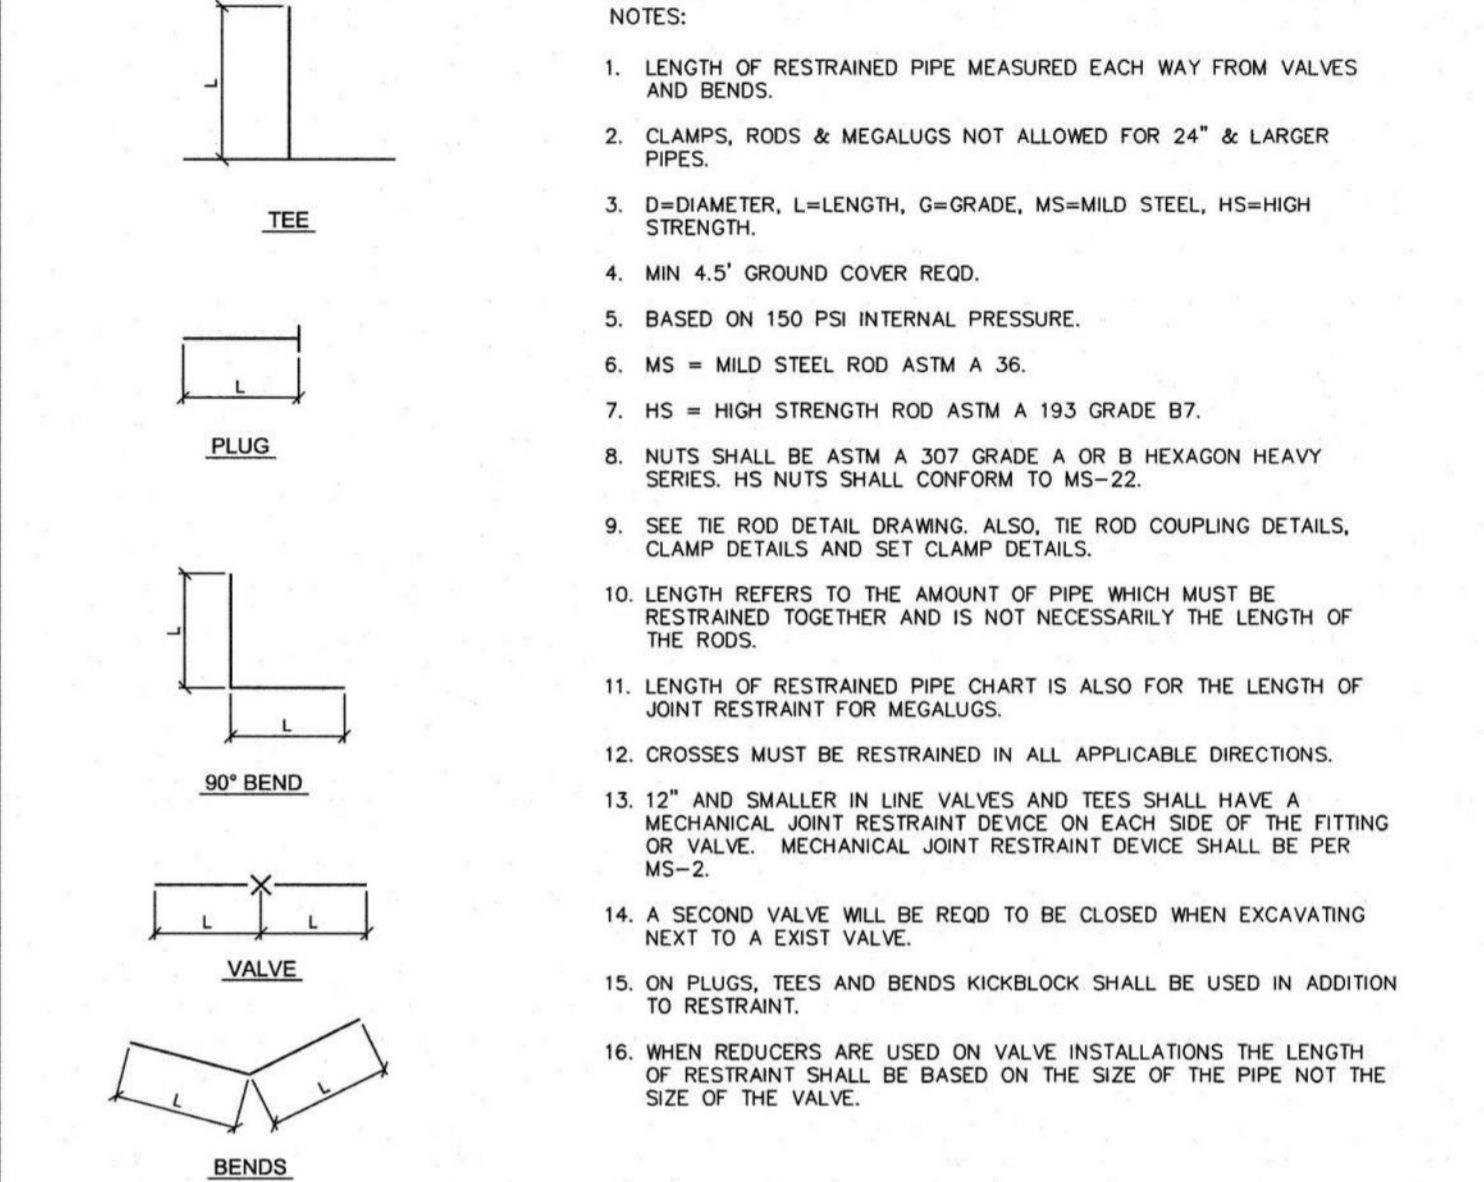 L
TEE
L
PLUG
L
L
90° BEND
L
L
VALVE
L
L
BENDS
NOTES:
1. LENGTH OF RESTRAINED PIPE MEASURED EACH WAY FROM VALVES
AND BENDS.
2. CLAMPS, RODS & MEGALUGS NOT ALLOWED FOR 24" & LARGER
PIPES.
3. D=DIAMETER, L=LENGTH, G=GRADE, MS=MILD STEEL, HS=HIGH
STRENGTH.
4. MIN 4.5' GROUND COVER REQD.
5. BASED ON 150 PSI INTERNAL PRESSURE.
6. MS = MILD STEEL ROD ASTM A 36.
7. HS = HIGH STRENGTH ROD ASTM A 193 GRADE B7.
8. NUTS SHALL BE ASTM A 307 GRADE A OR B HEXAGON HEAVY
SERIES. HS NUTS SHALL CONFORM TO MS-22.
9. SEE TIE ROD DETAIL DRAWING. ALSO, TIE ROD COUPLING DETAILS,
CLAMP DETAILS AND SET CLAMP DETAILS.
10. LENGTH REFERS TO THE AMOUNT OF PIPE WHICH MUST BE
RESTRAINED TOGETHER AND IS NOT NECESSARILY THE LENGTH OF
THE RODS.
11. LENGTH OF RESTRAINED PIPE CHART IS ALSO FOR THE LENGTH OF
JOINT RESTRAINT FOR MEGALUGS.
12. CROSSES MUST BE RESTRAINED IN ALL APPLICABLE DIRECTIONS.
13. 12" AND SMALLER IN LINE VALVES AND TEES SHALL HAVE A
MECHANICAL JOINT RESTRAINT DEVICE ON EACH SIDE OF THE FITTING
OR VALVE. MECHANICAL JOINT RESTRAINT DEVICE SHALL BE PER
MS-2.
14. A SECOND VALVE WILL BE REQD TO BE CLOSED WHEN EXCAVATING
NEXT TO A EXIST VALVE.
15. ON PLUGS, TEES AND BENDS KICKBLOCK SHALL BE USED IN ADDITION
TO RESTRAINT.
16. WHEN REDUCERS ARE USED ON VALVE INSTALLATIONS THE LENGTH
OF RESTRAINT SHALL BE BASED ON THE SIZE OF THE PIPE NOT THE
SIZE OF THE VALVE.